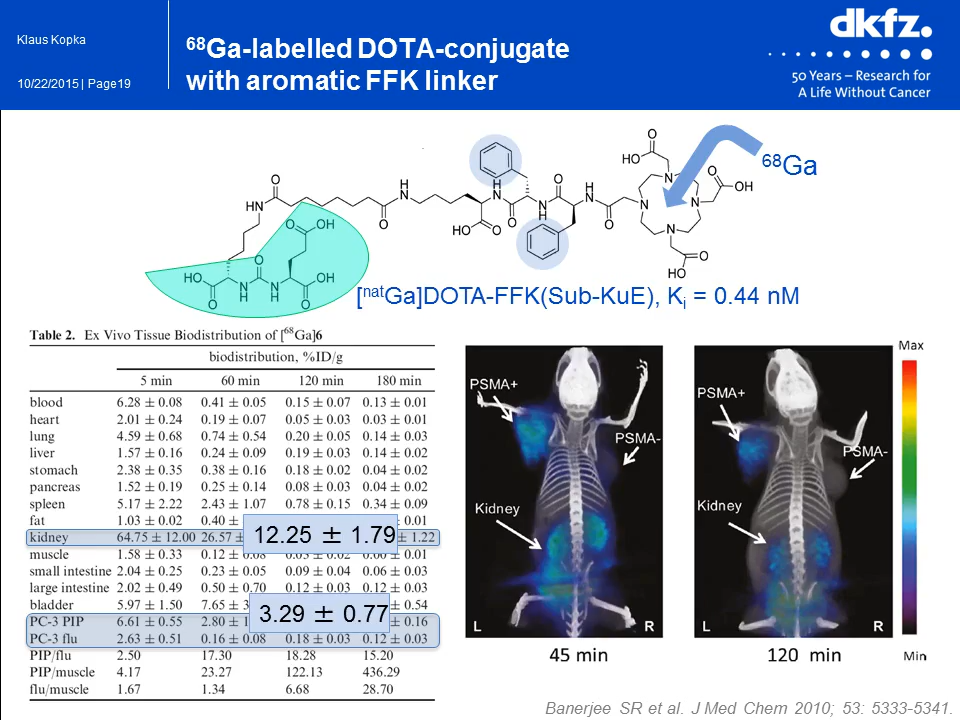 Klaus Kopka
10/22/2015 | Page19
⁶⁸Ga-labelled DOTA-conjugate
with aromatic FFK linker
dkfz.
50 Years – Research for
A Life Without Cancer
⁶⁸Ga
O
HO
O
OH
N
N
N
N
O
OH
O
HO
O
H
N
O
N
H
O
H
N
HO
O
H
N
O
O
HN
O
OH
O
HO
O
N
H
O
N
H
OH
O
[ⁿᵃᵗGa]DOTA-FFK(Sub-KuE), Kᵢ = 0.44 nM
Table 2. Ex Vivo Tissue Biodistribution of [⁶⁸Ga]6
biodistribution, %ID/g
5 min 60 min 120 min 180 min
blood 6.28 ± 0.08 0.41 ± 0.05 0.15 ± 0.07 0.13 ± 0.01
heart 2.01 ± 0.24 0.19 ± 0.07 0.05 ± 0.03 0.03 ± 0.01
lung 4.59 ± 0.68 0.74 ± 0.54 0.20 ± 0.05 0.14 ± 0.03
liver 1.57 ± 0.16 0.24 ± 0.09 0.19 ± 0.03 0.14 ± 0.02
stomach 2.38 ± 0.35 0.38 ± 0.16 0.18 ± 0.02 0.04 ± 0.02
pancreas 1.52 ± 0.19 0.25 ± 0.14 0.08 ± 0.03 0.04 ± 0.02
spleen 5.17 ± 2.22 2.43 ± 1.07 0.78 ± 0.15 0.34 ± 0.09
fat 1.03 ± 0.02 0.40 ± ± 0.01
kidney 64.75 ± 12.00 26.57 ± 12.25 ± 1.79 ± 1.22
muscle 1.58 ± 0.33 0.12 ± 0.08 0.03 ± 0.02 0.00 ± 0.01
small intestine 2.04 ± 0.25 0.23 ± 0.05 0.09 ± 0.04 0.06 ± 0.03
large intestine 2.02 ± 0.49 0.50 ± 0.70 0.12 ± 0.03 0.12 ± 0.03
bladder 5.97 ± 1.50 7.65 ± 3 ± 0.54
PC-3 PIP 6.61 ± 0.55 2.80 ± 1 3.29 ± 0.77 ± 0.16
PC-3 flu 2.63 ± 0.51 0.16 ± 0.08 0.18 ± 0.03 0.12 ± 0.03
PIP/flu 2.50 17.30 18.28 15.20
PIP/muscle 4.17 23.27 122.13 436.29
flu/muscle 1.67 1.34 6.68 28.70
PSMA+
PSMA-
Kidney
L R
45 min
PSMA+
PSMA-
Kidney
L R
120 min
Max
Min
Banerjee SR et al. J Med Chem 2010; 53: 5333-5341.